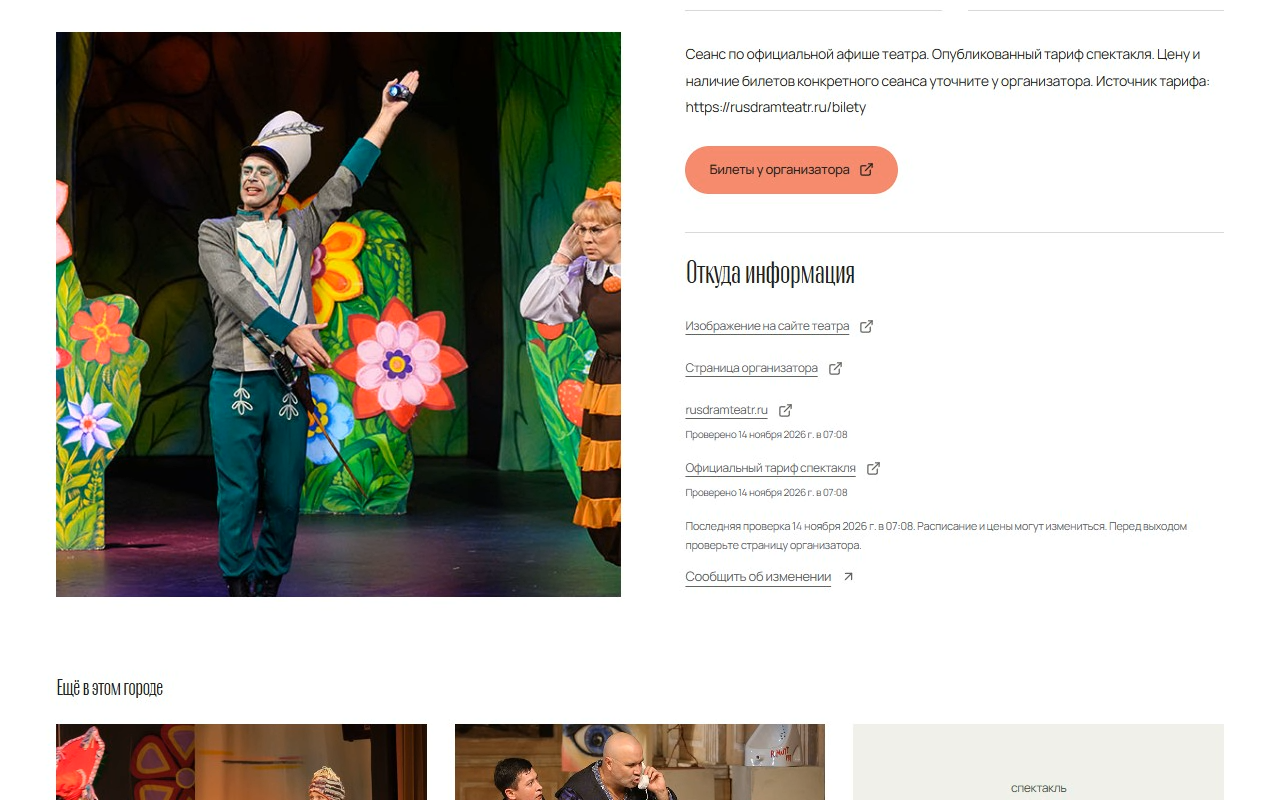 Сеанс по официальной афише театра. Опубликованный тариф спектакля. Цену и
наличие билетов конкретного сеанса уточните у организатора. Источник тарифа:
https://rusdramteatr.ru/bilety
Билеты у организатора
Откуда информация
Изображение на сайте театра
Страница организатора
rusdramteatr.ru
Проверено 14 ноября 2026 г. в 07:08
Официальный тариф спектакля
Проверено 14 ноября 2026 г. в 07:08
Последняя проверка 14 ноября 2026 г. в 07:08. Расписание и цены могут измениться. Перед выходом
проверьте страницу организатора.
Сообщить об изменении
Ещё в этом городе
спектакль